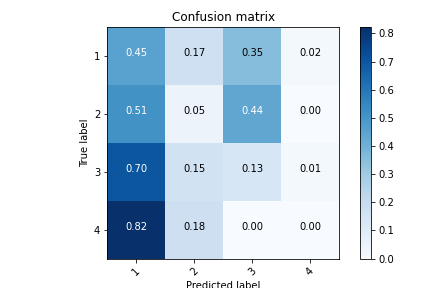 Confusion matrix
1 0.45 0.17 0.35 0.02
2 0.51 0.05 0.44 0.00
3 0.70 0.15 0.13 0.01
4 0.82 0.18 0.00 0.00
1 2 3 4
True label
Predicted label
0.8
0.7
0.6
0.5
0.4
0.3
0.2
0.1
0.0